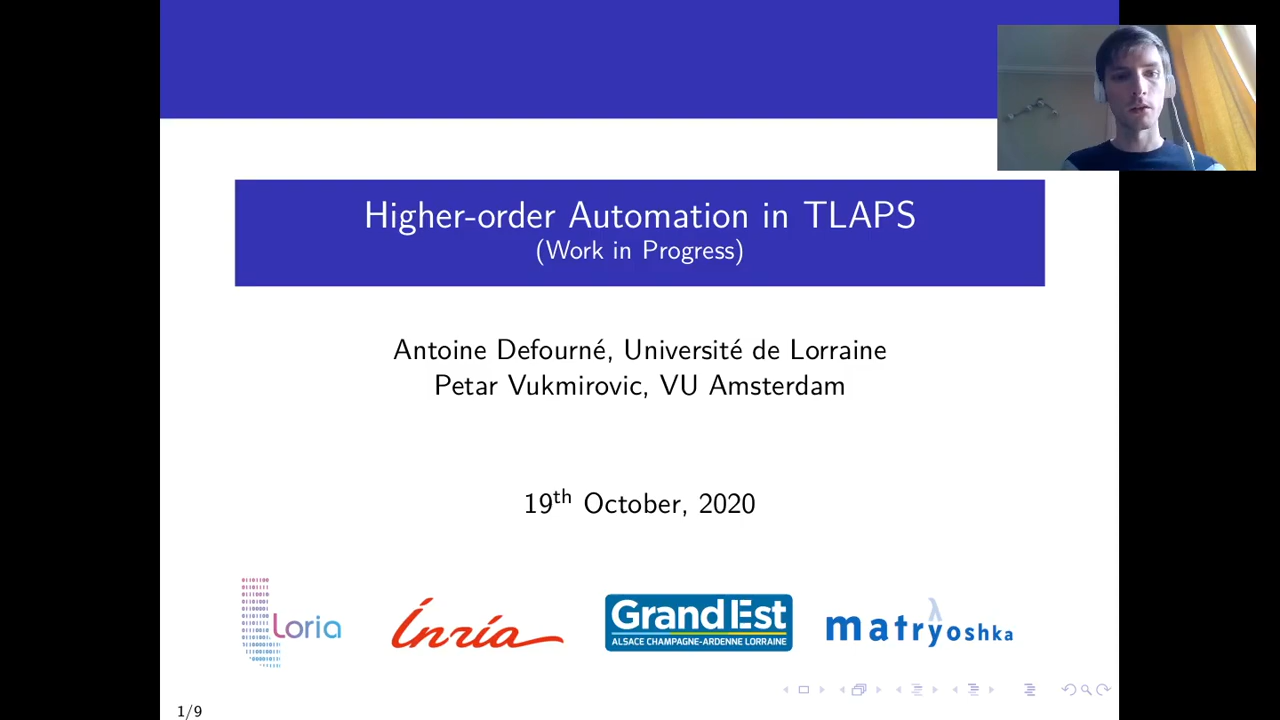 Higher-order Automation in TLAPS
(Work in Progress)
Antoine Defourné, Université de Lorraine
Petar Vukmirovic, VU Amsterdam
19th October, 2020
Loria
Inria
Grand Est
ALSACE CHAMPAGNE-ARDENNE LORRAINE
matryoshka
1/9